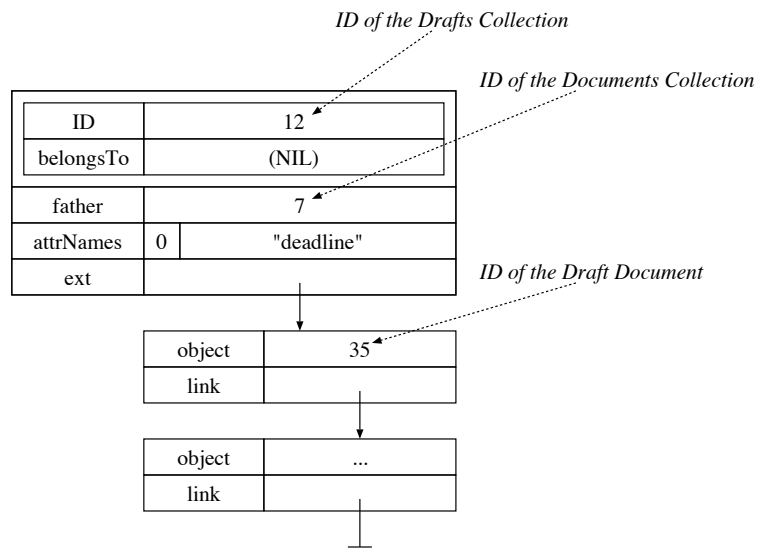 ID of the Drafts Collection
ID of the Documents Collection
ID 12
belongsTo (NIL)
father 7
attrNames 0 "deadline"
ext
ID of the Draft Document
object 35
link
object ...
link